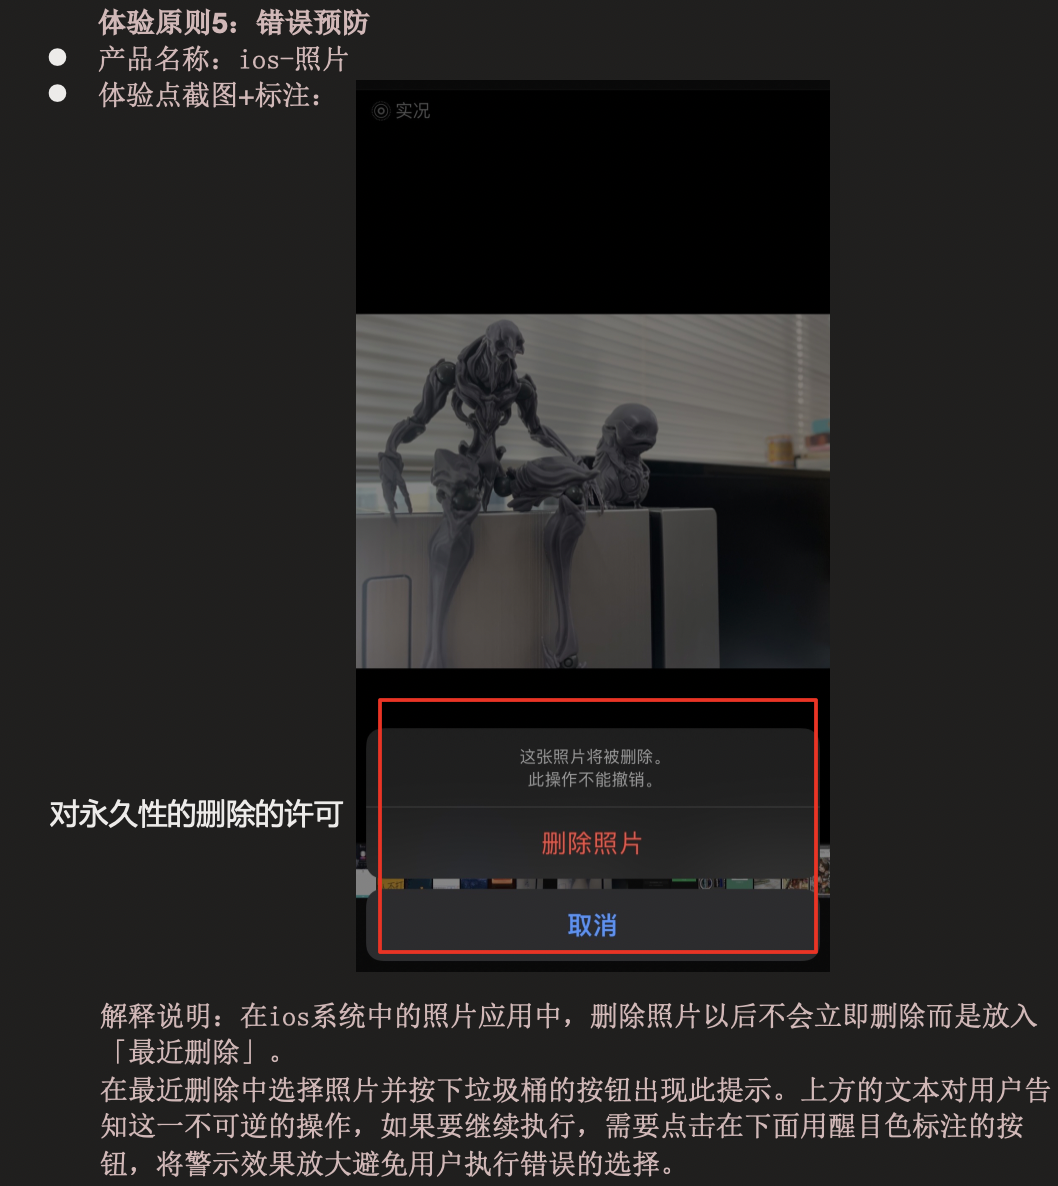 体验原则5：错误预防
产品名称：ios-照片
体验点截图+标注：
实况
这张照片将被删除。
此操作不能撤销。
对永久性的删除的许可
删除照片
取消
解释说明：在ios系统中的照片应用中，删除照片以后不会立即删除而是放入
「最近删除」。
在最近删除中选择照片并按下垃圾桶的按钮出现此提示。上方的文本对用户告
知这一不可逆的操作，如果要继续执行，需要点击在下面用醒目色标注的按
钮，将警示效果放大避免用户执行错误的选择。